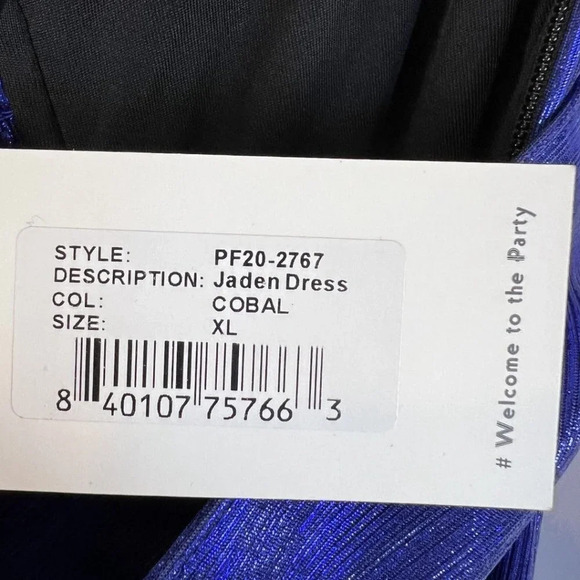 STYLE: PF20-2767
DESCRIPTION: Jaden Dress
COL: COBAL
SIZE: XL
8 40107 75766 3
# Welcome to the Party